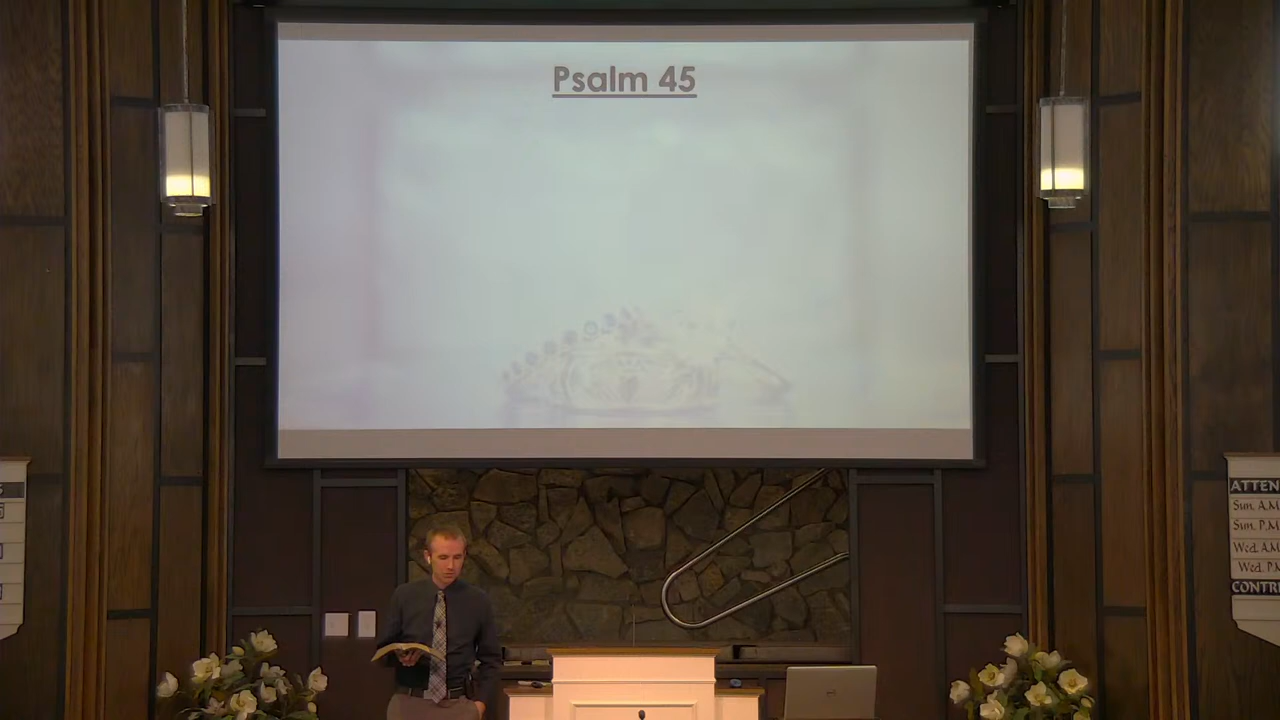 Psalm 45
ATTEN
Sun. A.M
Sun. P.M
Wed. A.M
Wed. P.M
CONTR